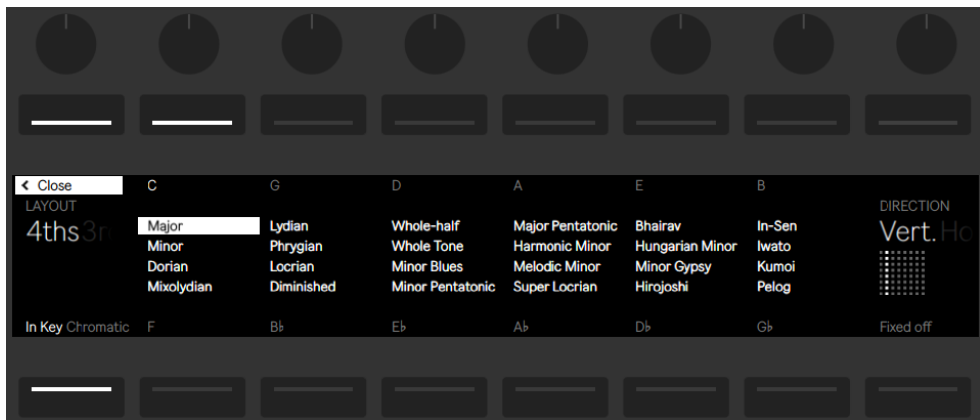 Close C G D A E B
LAYOUT DIRECTION
4ths 3r Vert. Ho
Major Lydian Whole-half Major Pentatonic Bhairav In-Sen
Minor Phrygian Whole Tone Harmonic Minor Hungarian Minor Iwato
Dorian Locrian Minor Blues Melodic Minor Minor Gypsy Kumoi
Mixolydian Diminished Minor Pentatonic Super Locrian Hirojoshi Pelog
In Key Chromatic F B♭ E♭ A♭ D♭ G♭ Fixed off